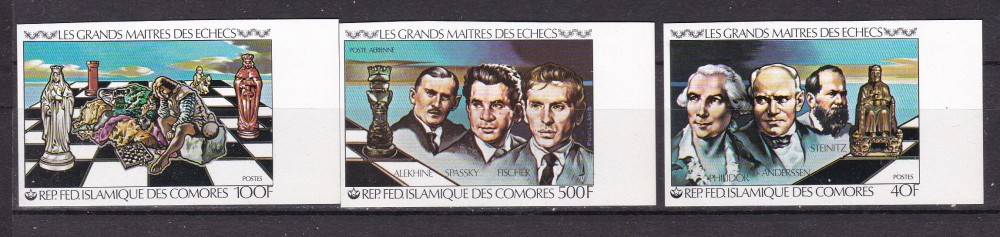 LES GRANDS MAITRES DES ECHECS
POSTES
REP. FED. ISLAMIQUE DES COMORES 100F
LES GRANDS MAITRES DES ECHECS
POSTE AERIENNE
ALEKHINE SPASSKY FISCHER
REP. FED. ISLAMIQUE DES COMORES 500F
LES GRANDS MAITRES DES ECHECS
STEINITZ
PHILIDOR ANDERSSEN
POSTES
REP. FED. ISLAMIQUE DES COMORES 40F